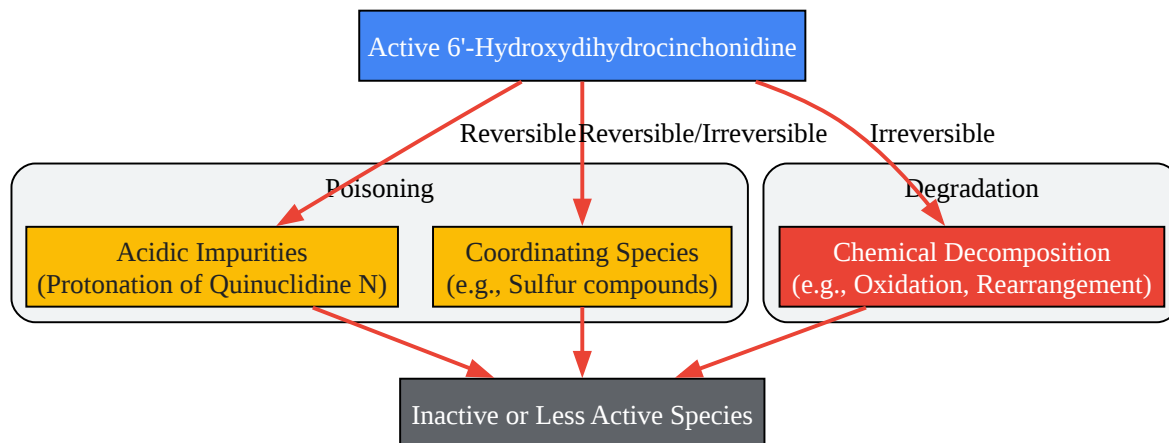 Active 6'-Hydroxydihydrocinchonidine
Reversible
Reversible/Irreversible
Irreversible
Poisoning
Degradation
Acidic Impurities
(Protonation of Quinuclidine N)
Coordinating Species
(e.g., Sulfur compounds)
Chemical Decomposition
(e.g., Oxidation, Rearrangement)
Inactive or Less Active Species